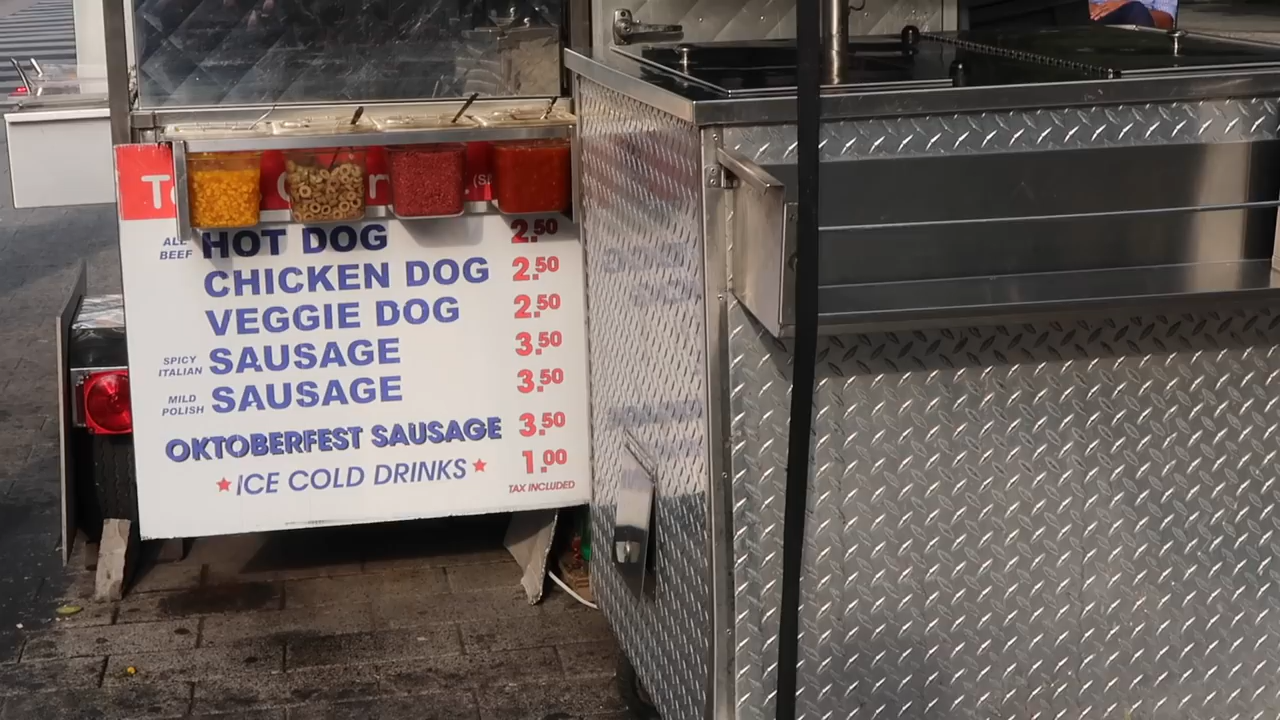 ALL BEEF HOT DOG 2.50
CHICKEN DOG 2.50
VEGGIE DOG 2.50
SPICY ITALIAN SAUSAGE 3.50
MILD POLISH SAUSAGE 3.50
OKTOBERFEST SAUSAGE 3.50
ICE COLD DRINKS 1.00
TAX INCLUDED